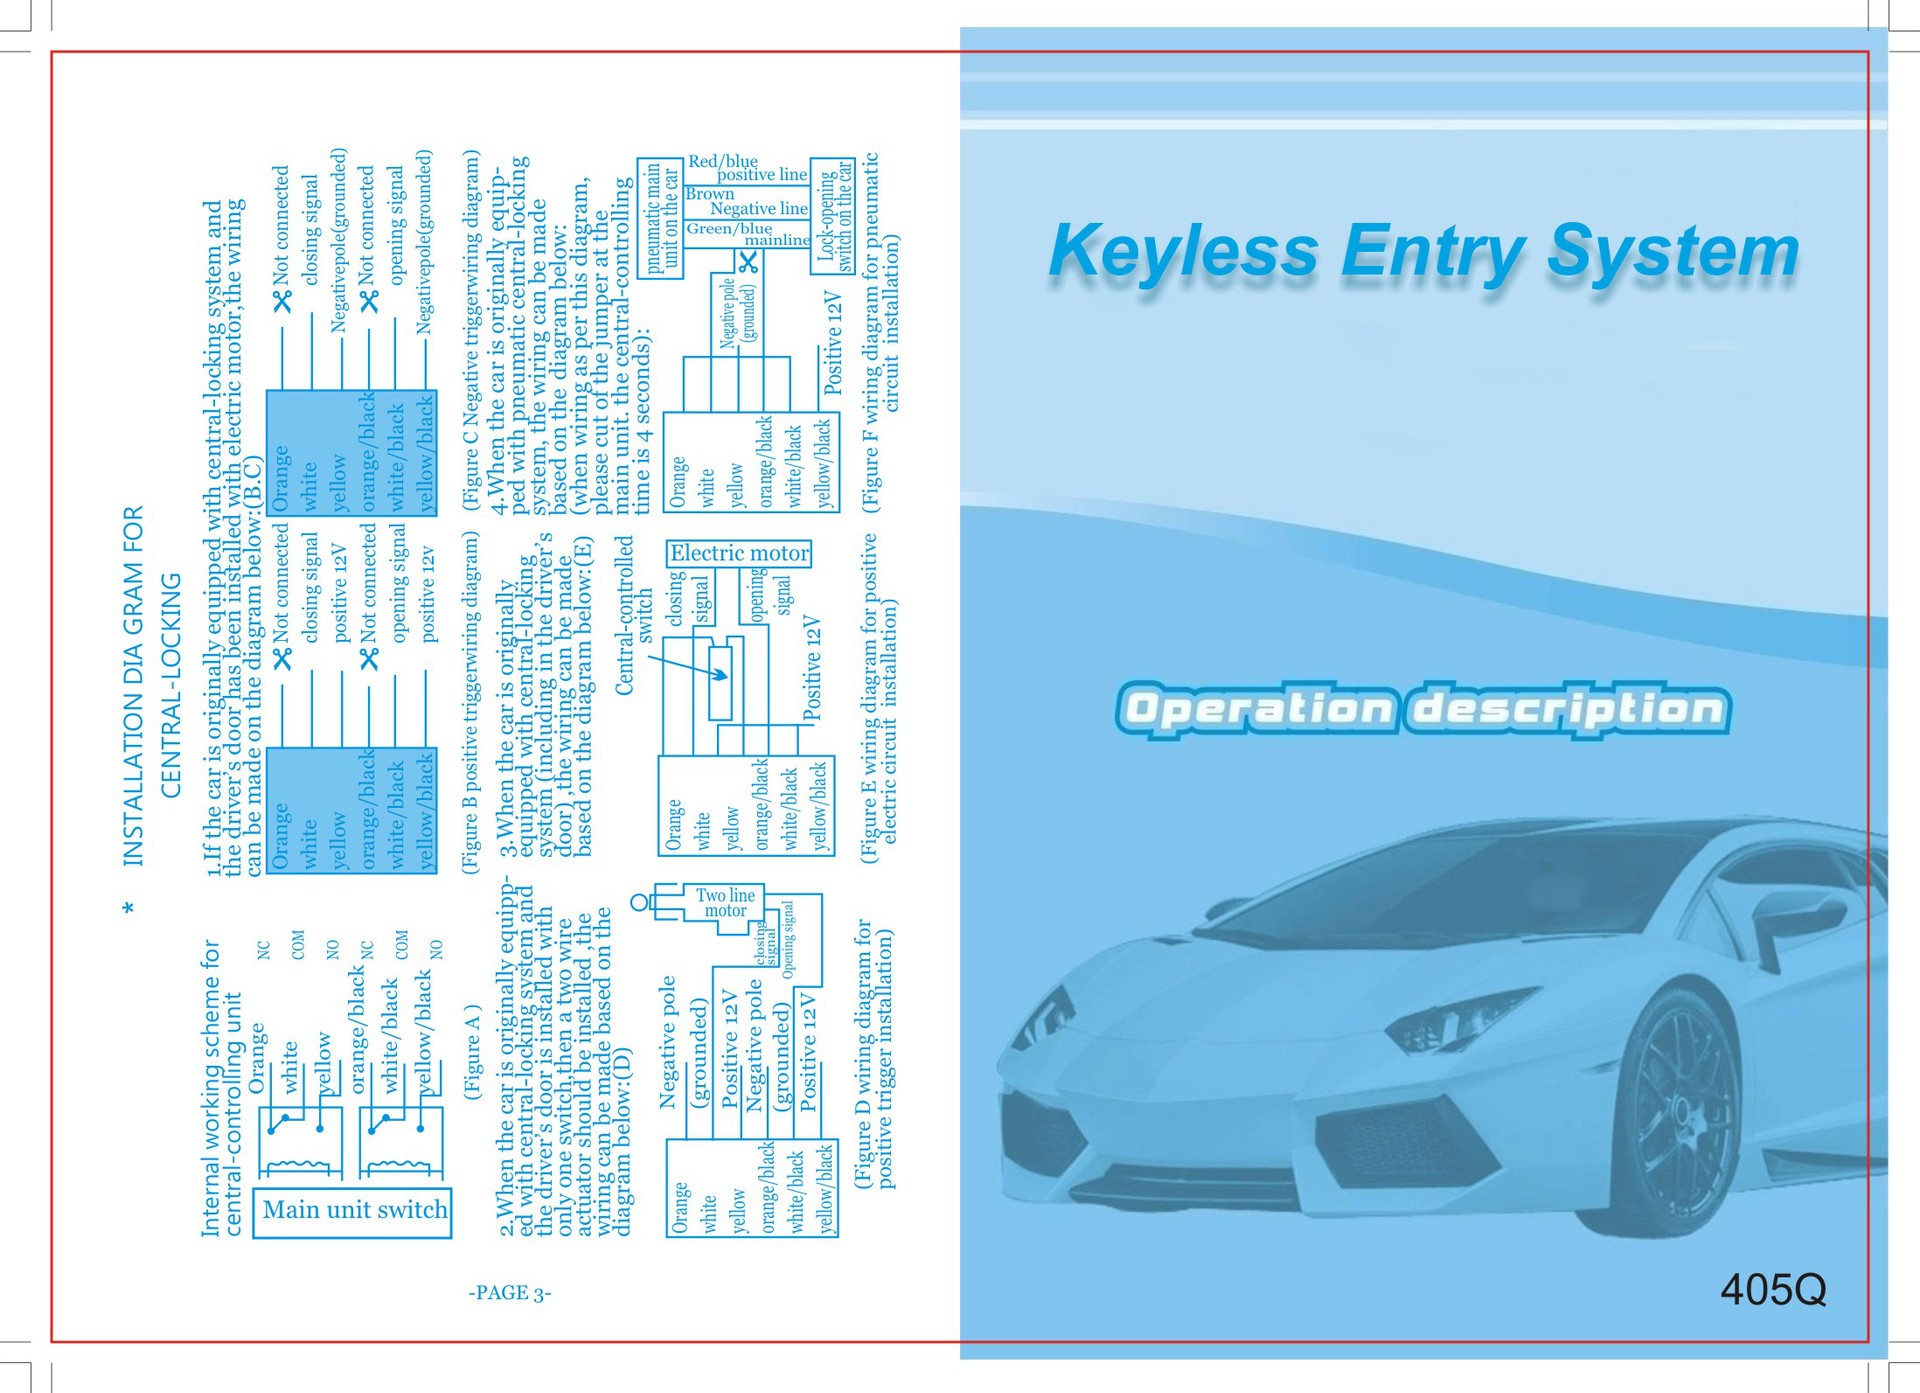 * INSTALLATION DIA GRAM FOR
CENTRAL-LOCKING
Internal working scheme for
central-controlling unit
Orange
white
yellow
orange/black
white/black
yellow/black
NC
COM
NO
NC
COM
NO
Main unit switch
(Figure A )
1.If the car is originally equipped with central-locking system and
the driver's door has been installed with electric motor,the wiring
can be made on the diagram below:(B.C)
Orange
white
yellow
orange/black
white/black
yellow/black
Not connected
closing signal
positive 12V
Not connected
opening signal
positive 12v
(Figure B positive triggerwiring diagram)
Orange
white
yellow
orange/black
white/black
yellow/black
Not connected
closing signal
Negativepole(grounded)
Not connected
opening signal
Negativepole(grounded)
(Figure C Negative triggerwiring diagram)
2.When the car is originally equipp-
ed with central-locking system and
the driver's door is installed with
only one switch,then a two wire
actuator should be installed ,the
wiring can be made based on the
diagram below:(D)
Two line
motor
closing
signal
Opening signal
Negative pole
(grounded)
Positive 12V
Negative pole
(grounded)
Positive 12V
Orange
white
yellow
orange/black
white/black
yellow/black
(Figure D wiring diagram for
positive trigger installation)
3.When the car is originally
equipped with central-locking
system (including in the driver's
door) ,the wiring can be made
based on the diagram below:(E)
Central-controlled
switch
Electric motor
closing
signal
opening
signal
Positive 12V
Orange
white
yellow
orange/black
white/black
yellow/black
(Figure E wiring diagram for positive
electric circuit installation)
4.When the car is originally equip-
ped with pneumatic central-locking
system, the wiring can be made
based on the diagram below:
(when wiring as per this diagram,
please cut of the jumper at the
main unit. the central-controlling
time is 4 seconds):
pneumatic main
unit on the car
Red/blue
positive line
Brown
Negative line
Green/blue
mainline
Lock-opening
switch on the car
Negative pole
(grounded)
Positive 12V
Orange
white
yellow
orange/black
white/black
yellow/black
(Figure F wiring diagram for pneumatic
circuit installation)
-PAGE 3-
Keyless Entry System
Operation description
405Q